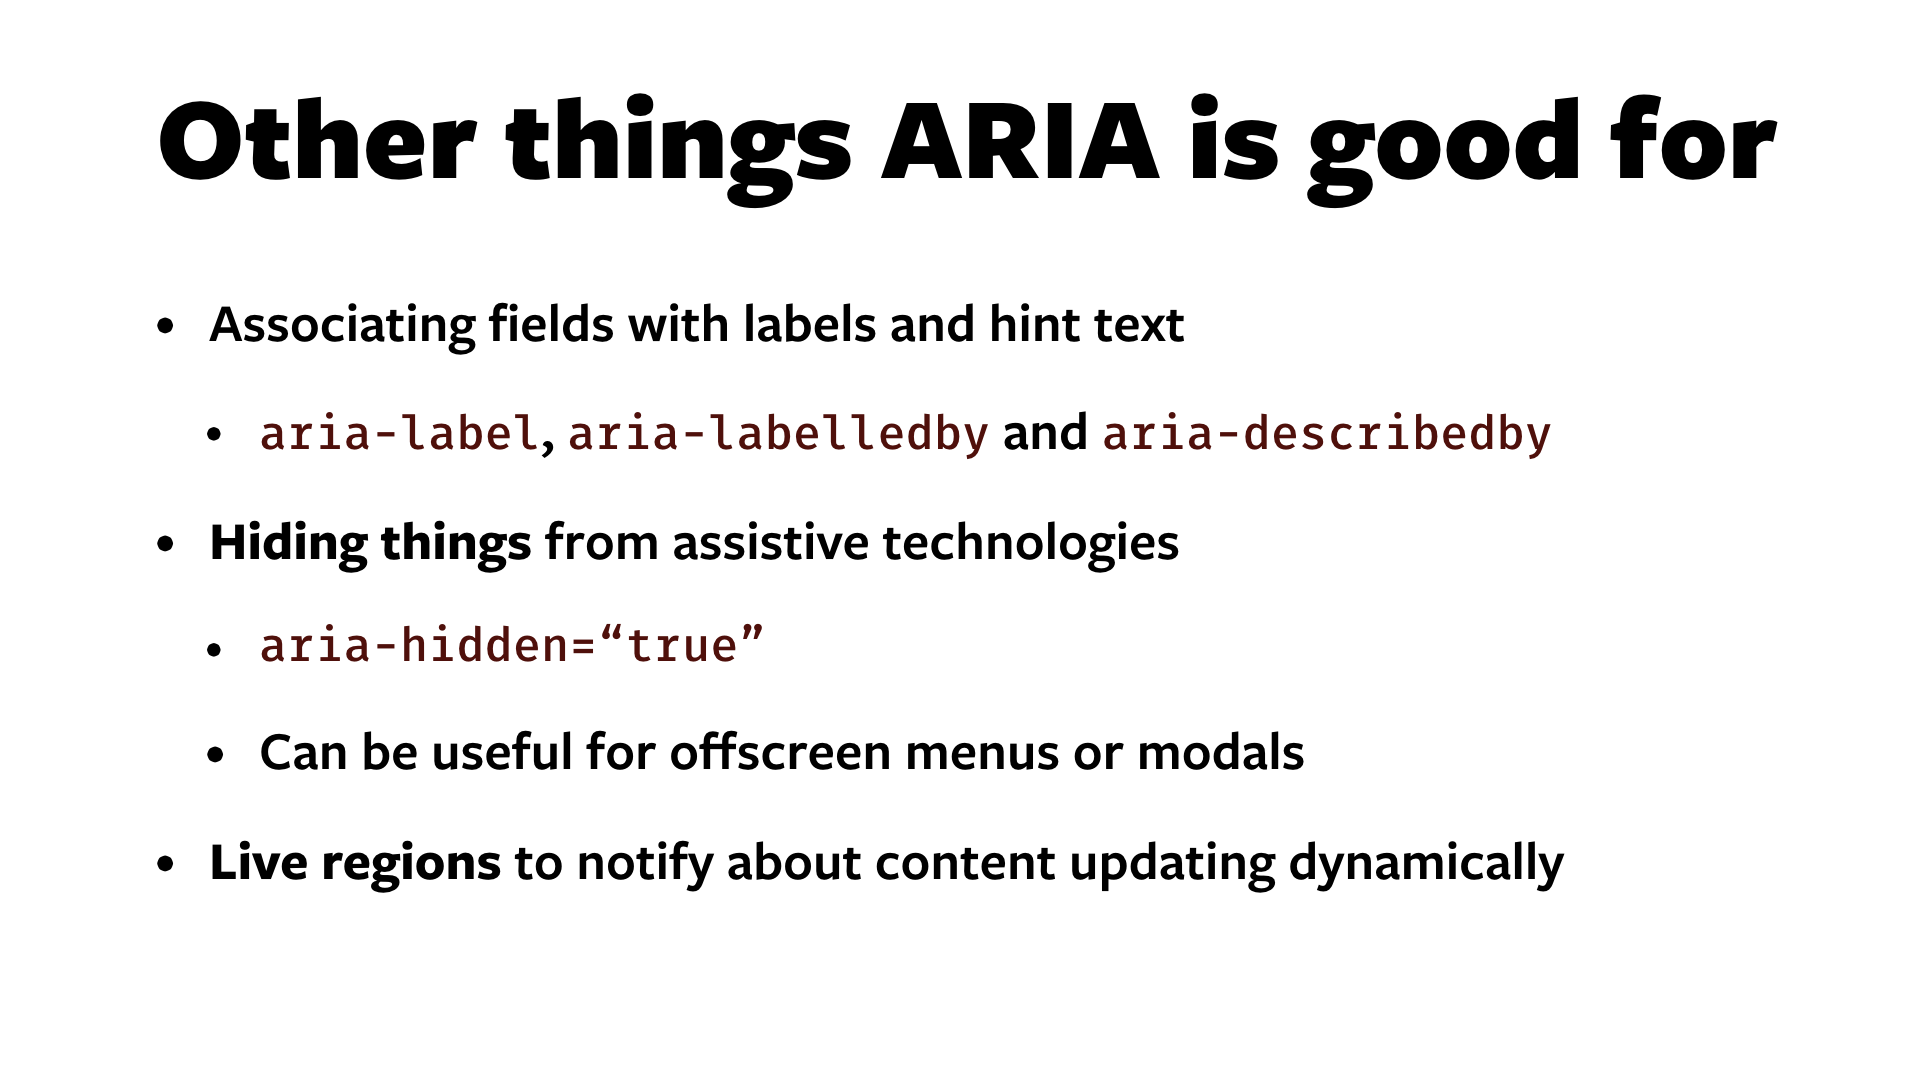 Other things ARIA is good for
• Associating fields with labels and hint text
• aria-label, aria-labelledby and aria-describedby
• Hiding things from assistive technologies
• aria-hidden=“true”
• Can be useful for offscreen menus or modals
• Live regions to notify about content updating dynamically